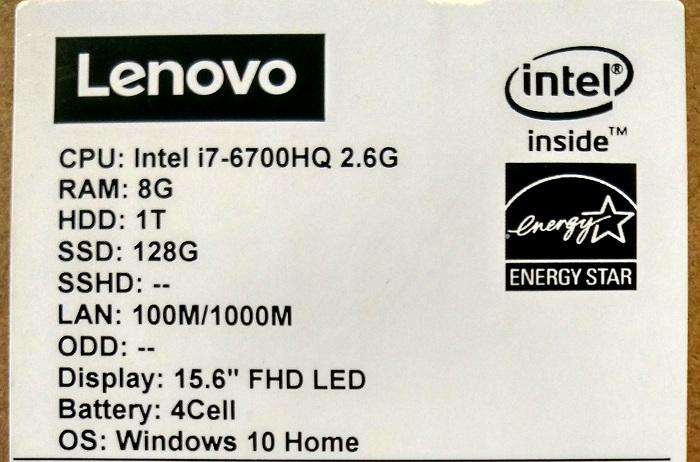 Lenovo
intel®
inside™
CPU: Intel i7-6700HQ 2.6G
RAM: 8G
HDD: 1T
SSD: 128G
SSHD: --
LAN: 100M/1000M
ODD: --
Display: 15.6" FHD LED
Battery: 4Cell
OS: Windows 10 Home
energy
ENERGY STAR